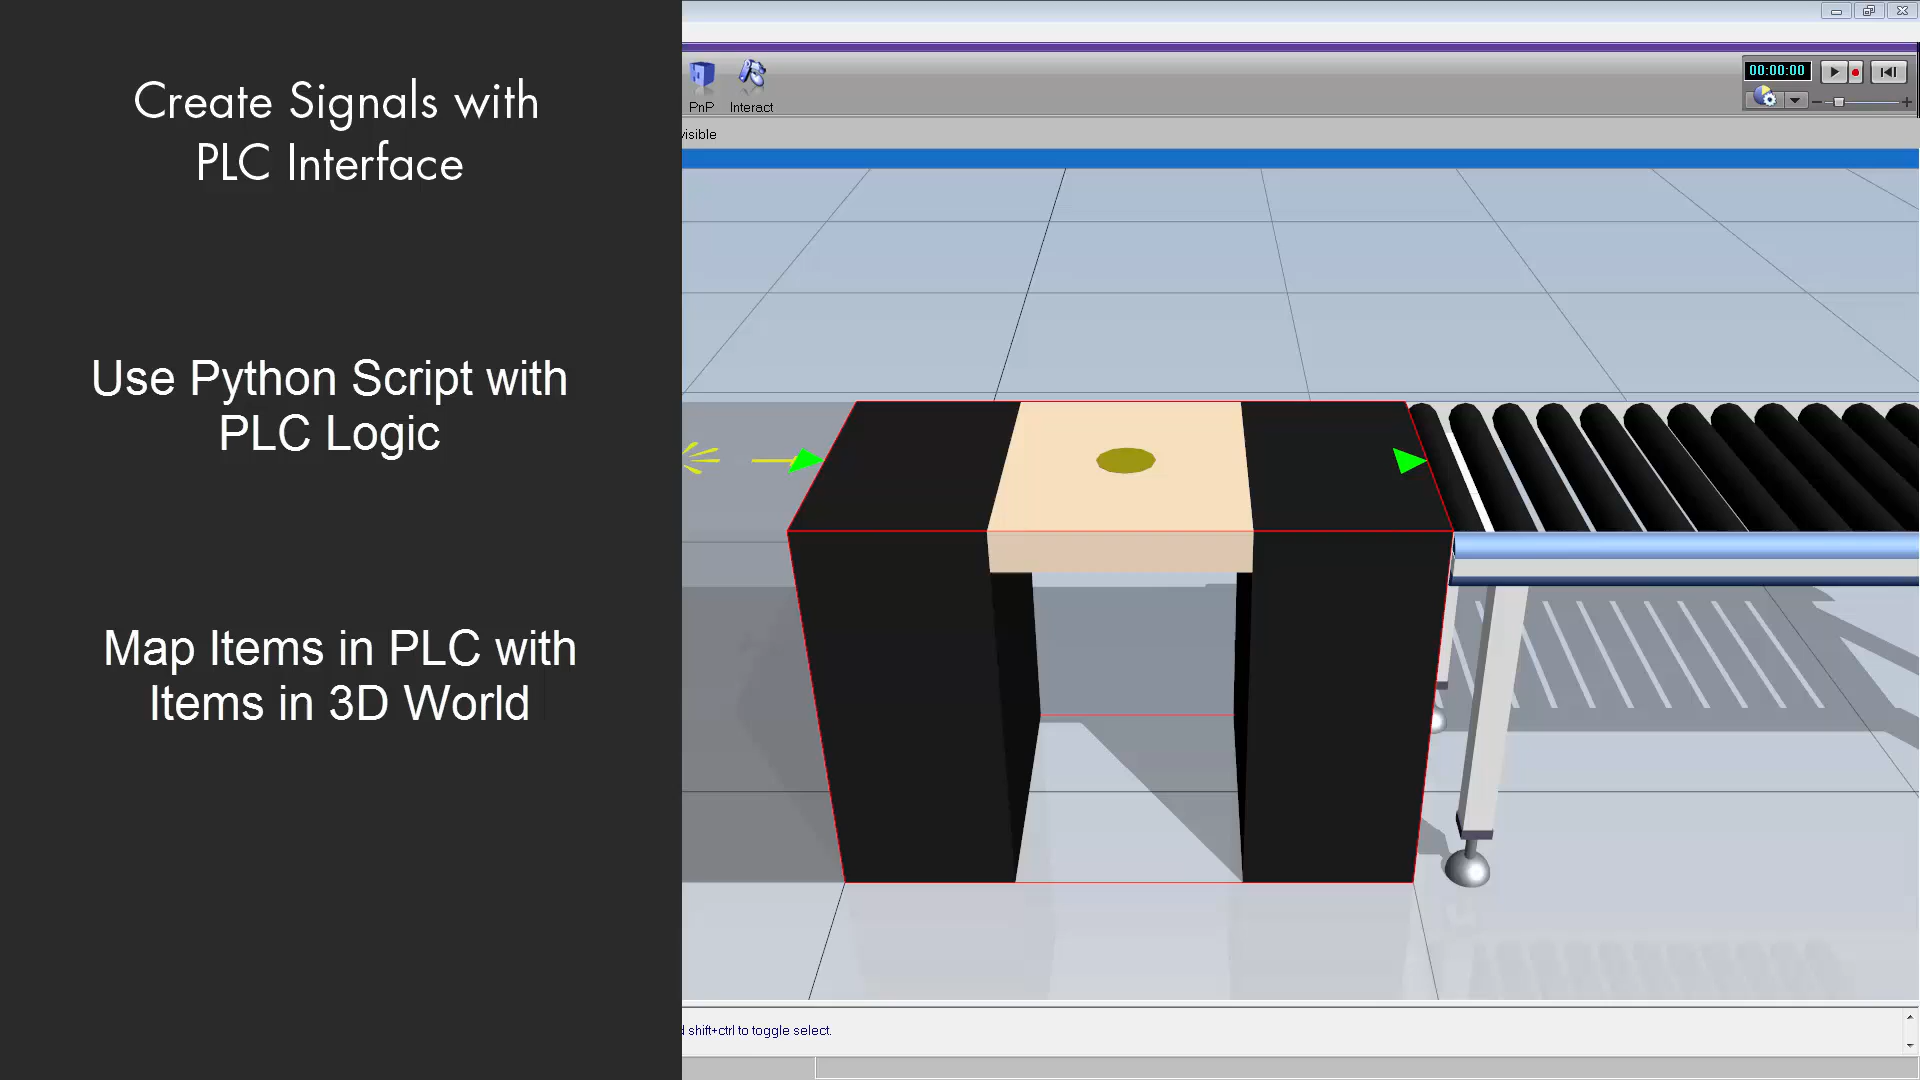 Create Signals with
PLC Interface
Use Python Script with
PLC Logic
Map Items in PLC with
Items in 3D World
PnP
Interact
00:00:00
visible
shift+ctrl to toggle select.